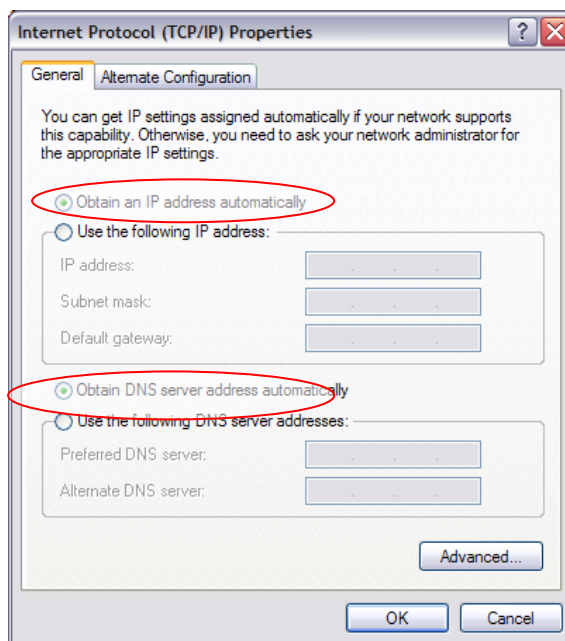 Internet Protocol (TCP/IP) Properties
General Alternate Configuration
You can get IP settings assigned automatically if your network supports
this capability. Otherwise, you need to ask your network administrator for
the appropriate IP settings.
Obtain an IP address automatically
Use the following IP address:
IP address:
Subnet mask:
Default gateway:
Obtain DNS server address automatically
Use the following DNS server addresses:
Preferred DNS server:
Alternate DNS server:
Advanced...
OK Cancel